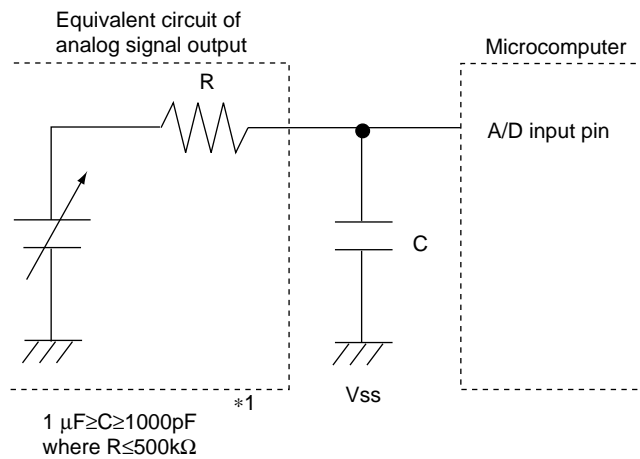 Equivalent circuit of
analog signal output
Microcomputer
R
A/D input pin
C
Vss
*1
1 µF≥C≥1000pF
where R≤500kΩ